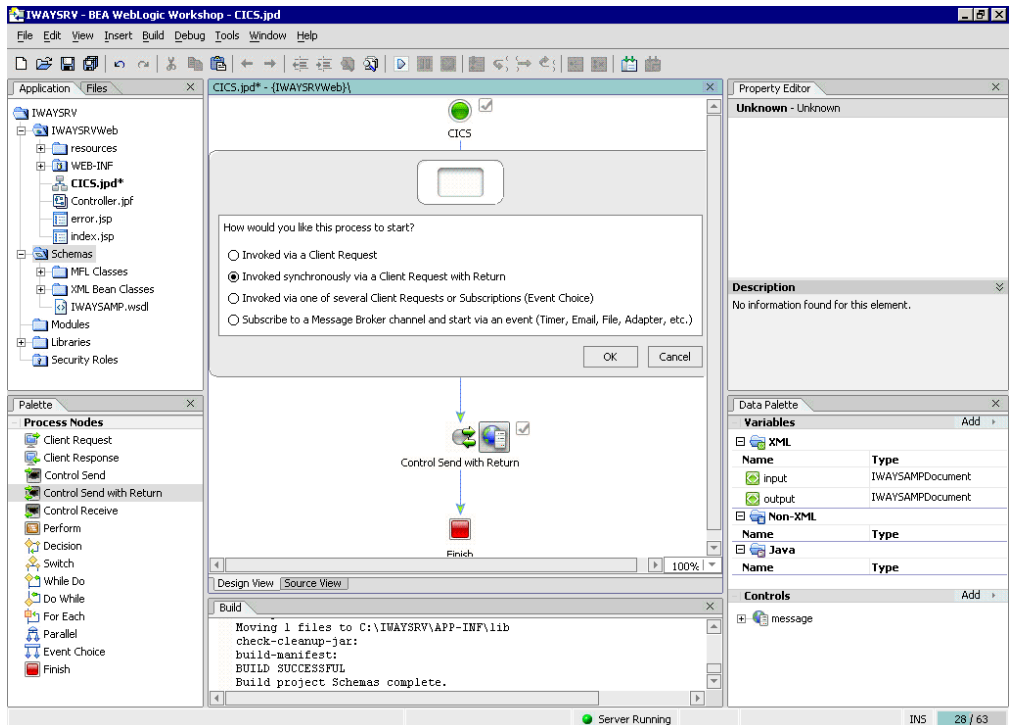 IWAYSRV - BEA WebLogic Workshop - CICS.jpd
File Edit View Insert Build Debug Tools Window Help
Application Files
IWAYSRV
IWAYSRVWeb
resources
WEB-INF
CICS.jpd*
Controller.jpf
error.jsp
index.jsp
Schemas
MFL Classes
XML Bean Classes
IWAYSAMP.wsdl
Modules
Libraries
Security Roles
Palette
Process Nodes
Client Request
Client Response
Control Send
Control Send with Return
Control Receive
Perform
Decision
Switch
While Do
Do While
For Each
Parallel
Event Choice
Finish
CICS.jpd* - {IWAYSRVWeb}\
CICS
How would you like this process to start?
Invoked via a Client Request
Invoked synchronously via a Client Request with Return
Invoked via one of several Client Requests or Subscriptions (Event Choice)
Subscribe to a Message Broker channel and start via an event (Timer, Email, File, Adapter, etc.)
OK Cancel
Control Send with Return
Finish
100%
Design View Source View
Build
Moving 1 files to C:\IWAYSRV\APP-INF\lib
check-cleanup-jar:
build-manifest:
BUILD SUCCESSFUL
Build project Schemas complete.
Property Editor
Unknown - Unknown
Description
No information found for this element.
Data Palette
Variables Add
XML
Name Type
input IWAYSAMPDocument
output IWAYSAMPDocument
Non-XML
Name Type
Java
Name Type
Controls Add
message
Server Running INS 28 / 63